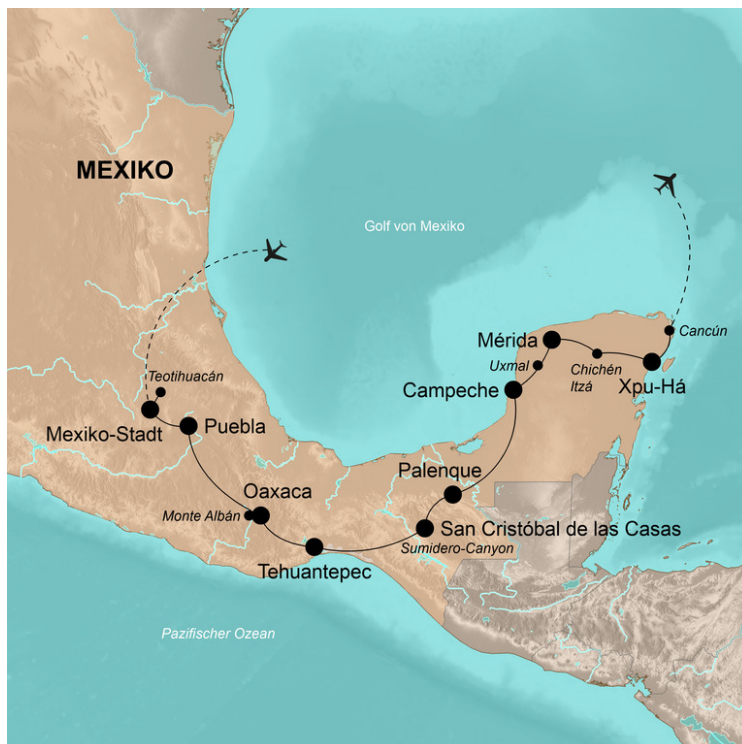 MEXIKO
Golf von Mexiko
Cancún
Mérida
Uxmal
Chichén
Itzá
Xpu-Há
Teotihuacán
Campeche
Mexiko-Stadt
Puebla
Palenque
Oaxaca
Monte Albán
San Cristóbal de las Casas
Sumidero-Canyon
Tehuantepec
Pazifischer Ozean